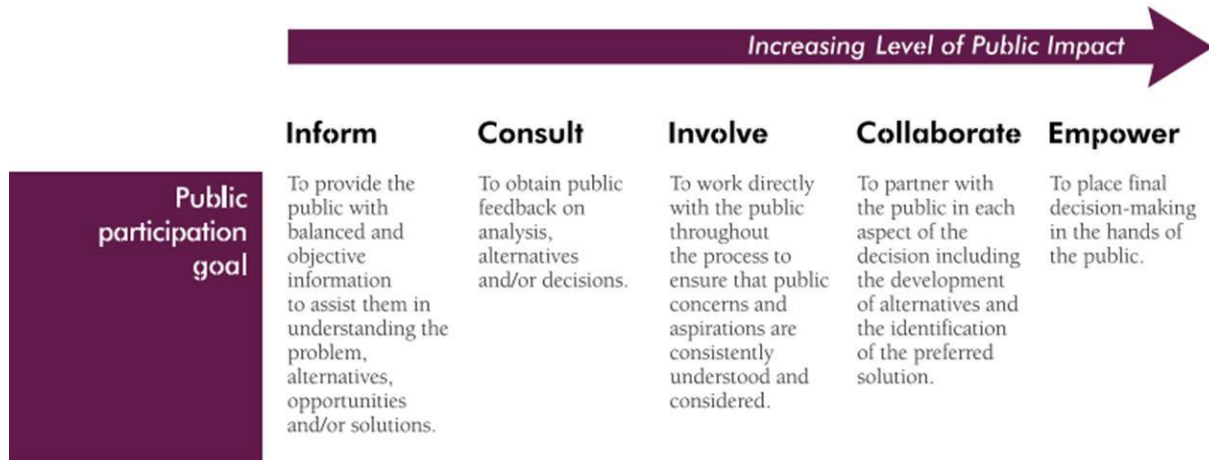 Increasing Level of Public Impact
Inform
Consult
Involve
Collaborate
Empower
Public
participation
goal
To provide the
public with
balanced and
objective
information
to assist them in
understanding the
problem,
alternatives,
opportunities
and/or solutions.
To obtain public
feedback on
analysis,
alternatives
and/or decisions.
To work directly
with the public
throughout
the process to
ensure that public
concerns and
aspirations are
consistently
understood and
considered.
To partner with
the public in each
aspect of the
decision including
the development
of alternatives and
the identification
of the preferred
solution.
To place final
decision-making
in the hands of
the public.